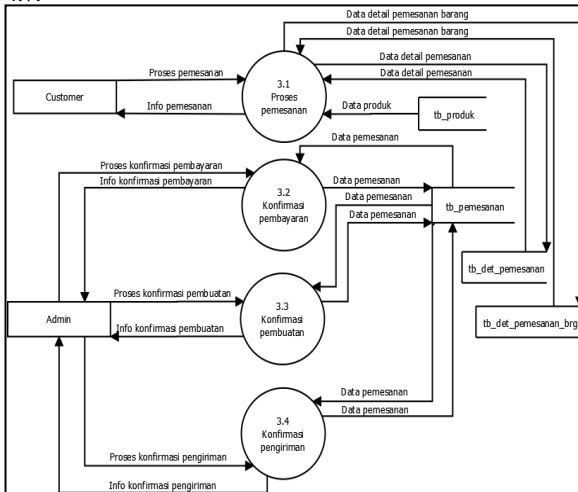 Data detail pemesanan barang
Data detail pemesanan barang
Data detail pemesanan
Data detail pemesanan
Proses pemesanan
3.1
Proses
pemesanan
Customer
Info pemesanan
Data produk
tb_produk
Data pemesanan
Proses konfirmasi pembayaran
Info konfirmasi pembayaran
3.2
Konfirmasi
pembayaran
Data pemesanan
Data pemesanan
Data pemesanan
tb_pemesanan
tb_det_pemesanan
Proses konfirmasi pembuatan
3.3
Konfirmasi
pembuatan
Admin
Info konfirmasi pembuatan
tb_det_pemesanan_brg
Data pemesanan
Data pemesanan
3.4
Konfirmasi
pengiriman
Proses konfirmasi pengiriman
Info konfirmasi pengiriman